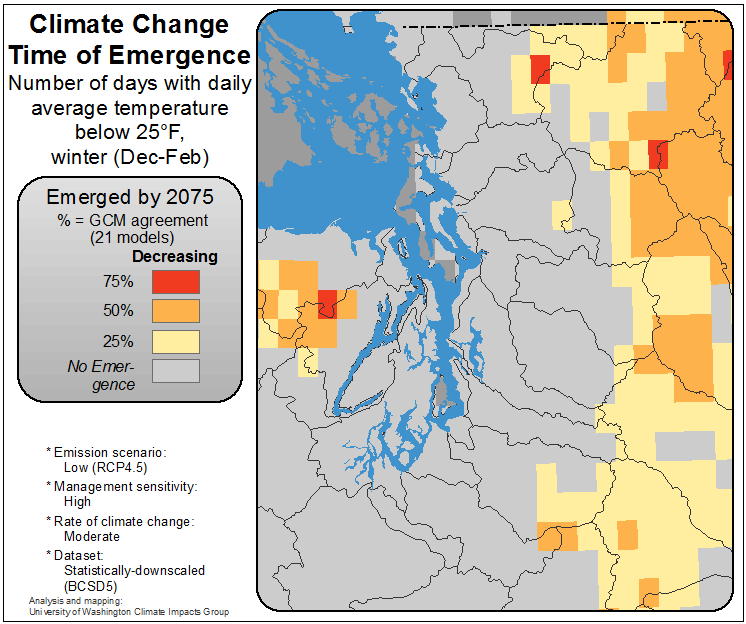 Climate Change
Time of Emergence
Number of days with daily
average temperature
below 25°F,
winter (Dec-Feb)
Emerged by 2075
% = GCM agreement
(21 models)
Decreasing
75%
50%
25%
No Emer-
gence
* Emission scenario:
Low (RCP4.5)
* Management sensitivity:
High
* Rate of climate change:
Moderate
* Dataset:
Statistically-downscaled
(BCSD5)
Analysis and mapping:
University of Washington Climate Impacts Group